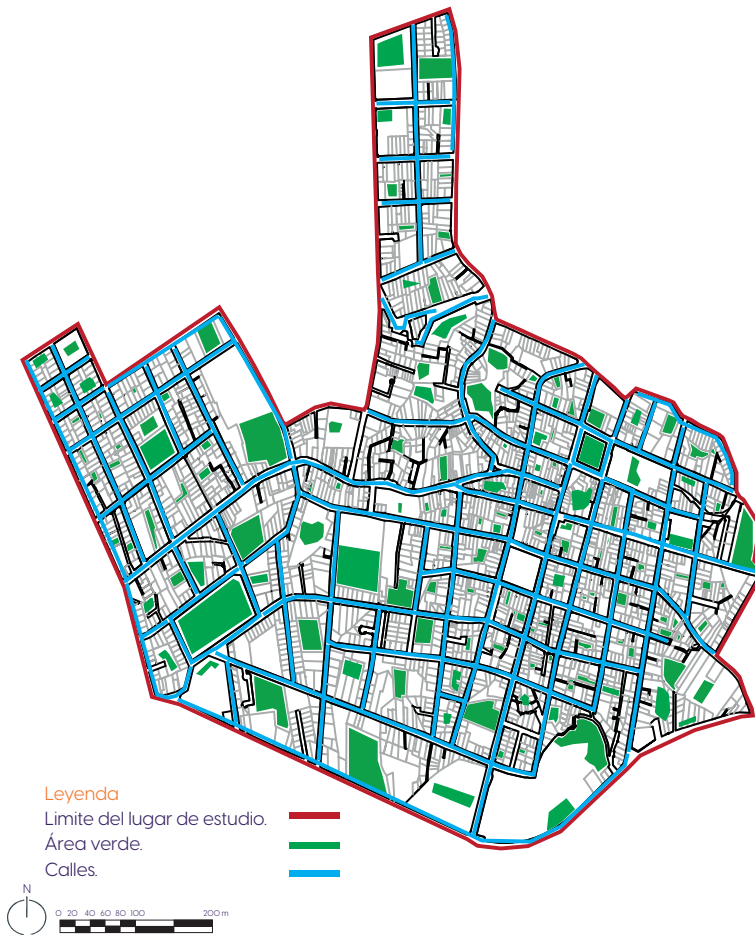 Leyenda
Limite del lugar de estudio.
Área verde.
Calles.
N
0 20 40 60 80 100 200 m